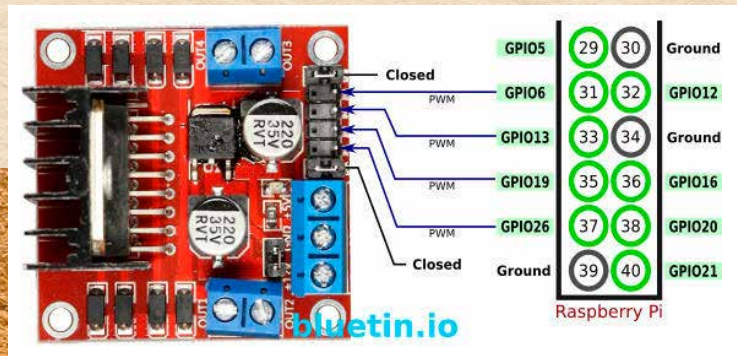 OUT4
OUT3
Closed
PWM
PWM
PWM
PWM
Closed
220
35V
RVT
220
35V
RVT
+5V
OUT1
OUT2
bluetin.io
GPIO5 29 30 Ground
GPIO6 31 32 GPIO12
GPIO13 33 34 Ground
GPIO19 35 36 GPIO16
GPIO26 37 38 GPIO20
Ground 39 40 GPIO21
Raspberry Pi